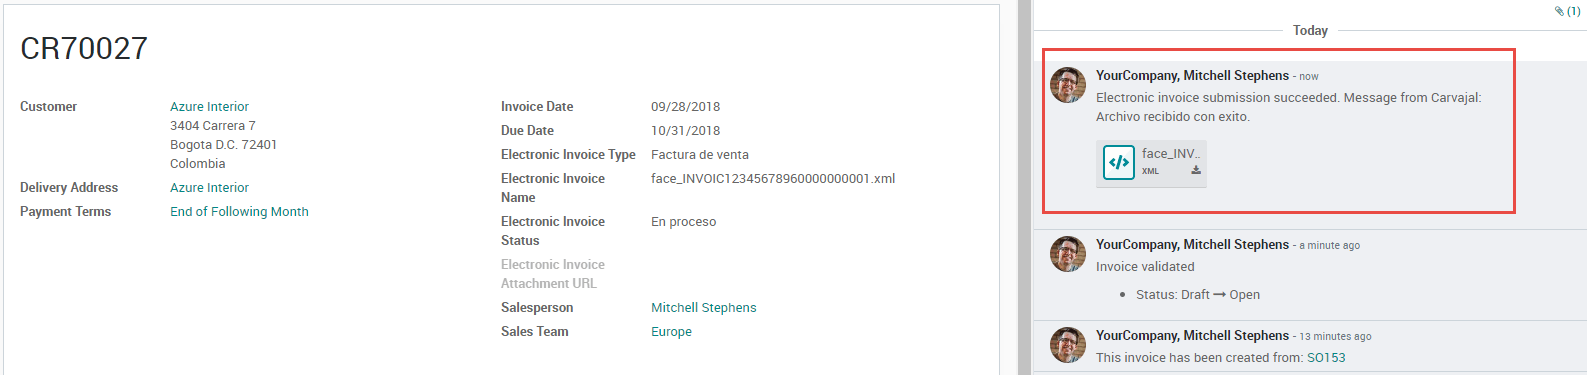 CR70027
Customer
Azure Interior
3404 Carrera 7
Bogota D.C. 72401
Colombia
Delivery Address
Azure Interior
Payment Terms
End of Following Month
Invoice Date
09/28/2018
Due Date
10/31/2018
Electronic Invoice Type
Factura de venta
Electronic Invoice
Name
face_INVOIC12345678960000000001.xml
Electronic Invoice
Status
En proceso
Electronic Invoice
Attachment URL
Salesperson
Mitchell Stephens
Sales Team
Europe
(1)
Today
YourCompany, Mitchell Stephens - now
Electronic invoice submission succeeded. Message from Carvajal:
Archivo recibido con exito.
face_INV..
XML
YourCompany, Mitchell Stephens - a minute ago
Invoice validated
• Status: Draft → Open
YourCompany, Mitchell Stephens - 13 minutes ago
This invoice has been created from: SO153